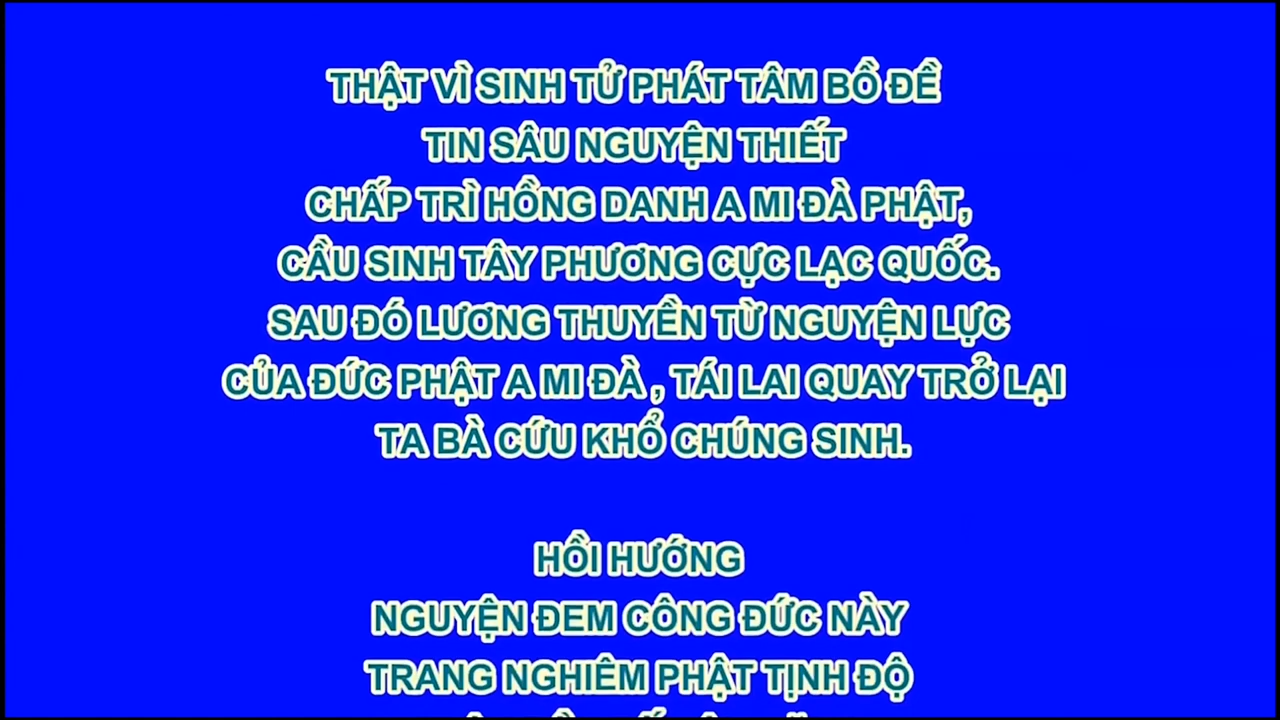 THẬT VÌ SINH TỬ PHÁT TÂM BỒ ĐỀ
TIN SÂU NGUYỆN THIẾT
CHẤP TRÌ HỒNG DANH A MI ĐÀ PHẬT,
CẦU SINH TÂY PHƯƠNG CỰC LẠC QUỐC.
SAU ĐÓ LƯƠNG THUYỀN TỪ NGUYỆN LỰC
CỦA ĐỨC PHẬT A MI ĐÀ , TÁI LAI QUAY TRỞ LẠI
TA BÀ CỨU KHỔ CHÚNG SINH.
HỒI HƯỚNG
NGUYỆN ĐEM CÔNG ĐỨC NÀY
TRANG NGHIÊM PHẬT TỊNH ĐỘ